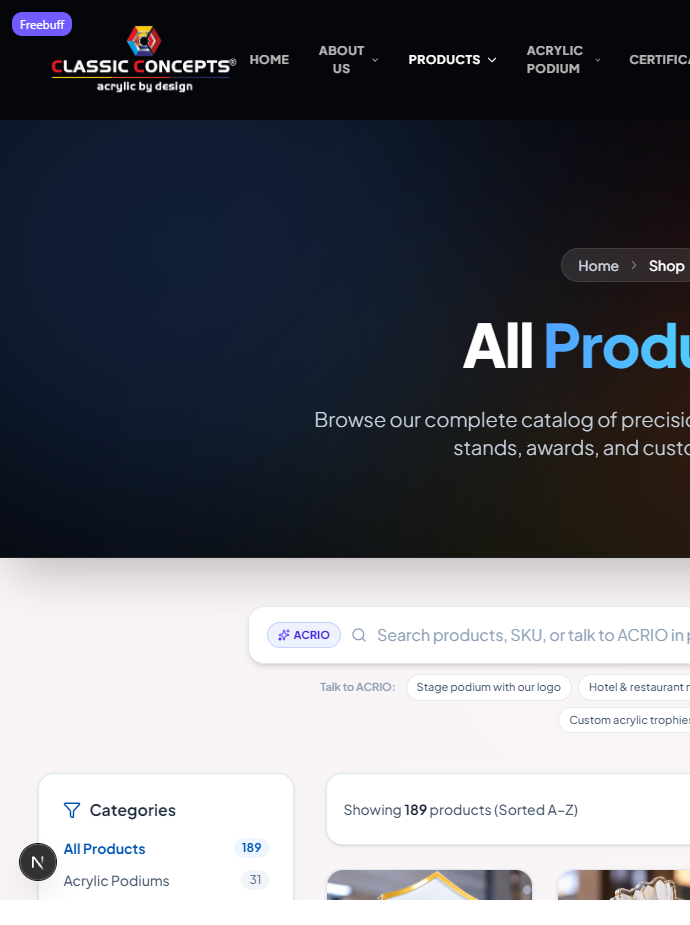 Freebuff
CLASSIC CONCEPTS®
acrylic by design
HOME
ABOUT
US
PRODUCTS
ACRYLIC
PODIUM
Home > Shop
All
Browse our complete catalog of
stands, awards, and
ACRIO
Search products, SKU, or talk to ACRIO in
Talk to ACRIO:
Stage podium with our logo
Hotel & restaurant
Custom acrylic
Categories
Showing 189 products (Sorted A–Z)
All Products 189
Acrylic Podiums 31
N